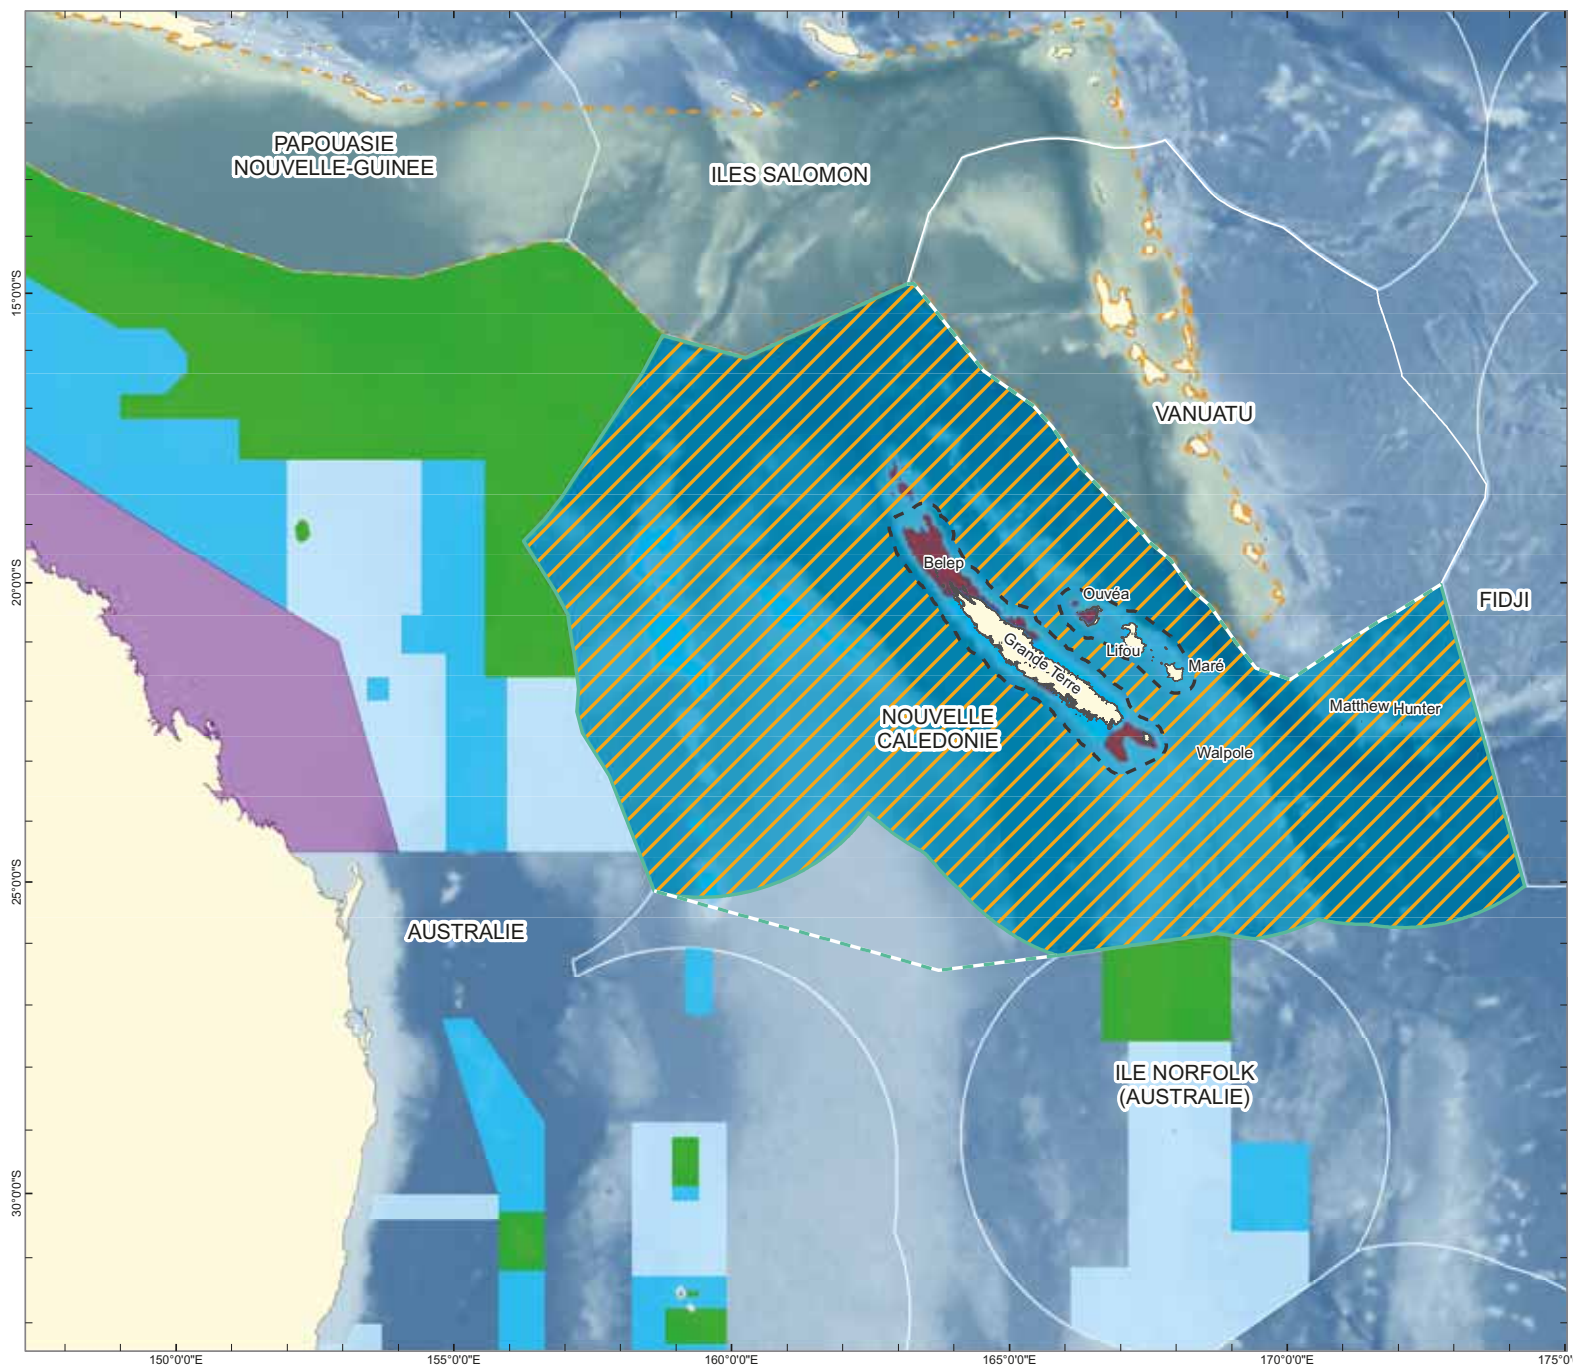 PAPOUASIE
NOUVELLE-GUINEE
ILES SALOMON
15°0'0"S
VANUATU
Belep
20°0'0"S
Ouvéa
FIDJI
Grande Terre
Lifou
Maré
Matthew Hunter
NOUVELLE
CALEDONIE
Walpole
25°0'0"S
AUSTRALIE
ILE NORFOLK
(AUSTRALIE)
30°0'0"S
150°0'0"E
155°0'0"E
160°0'0"E
165°0'0"E
170°0'0"E